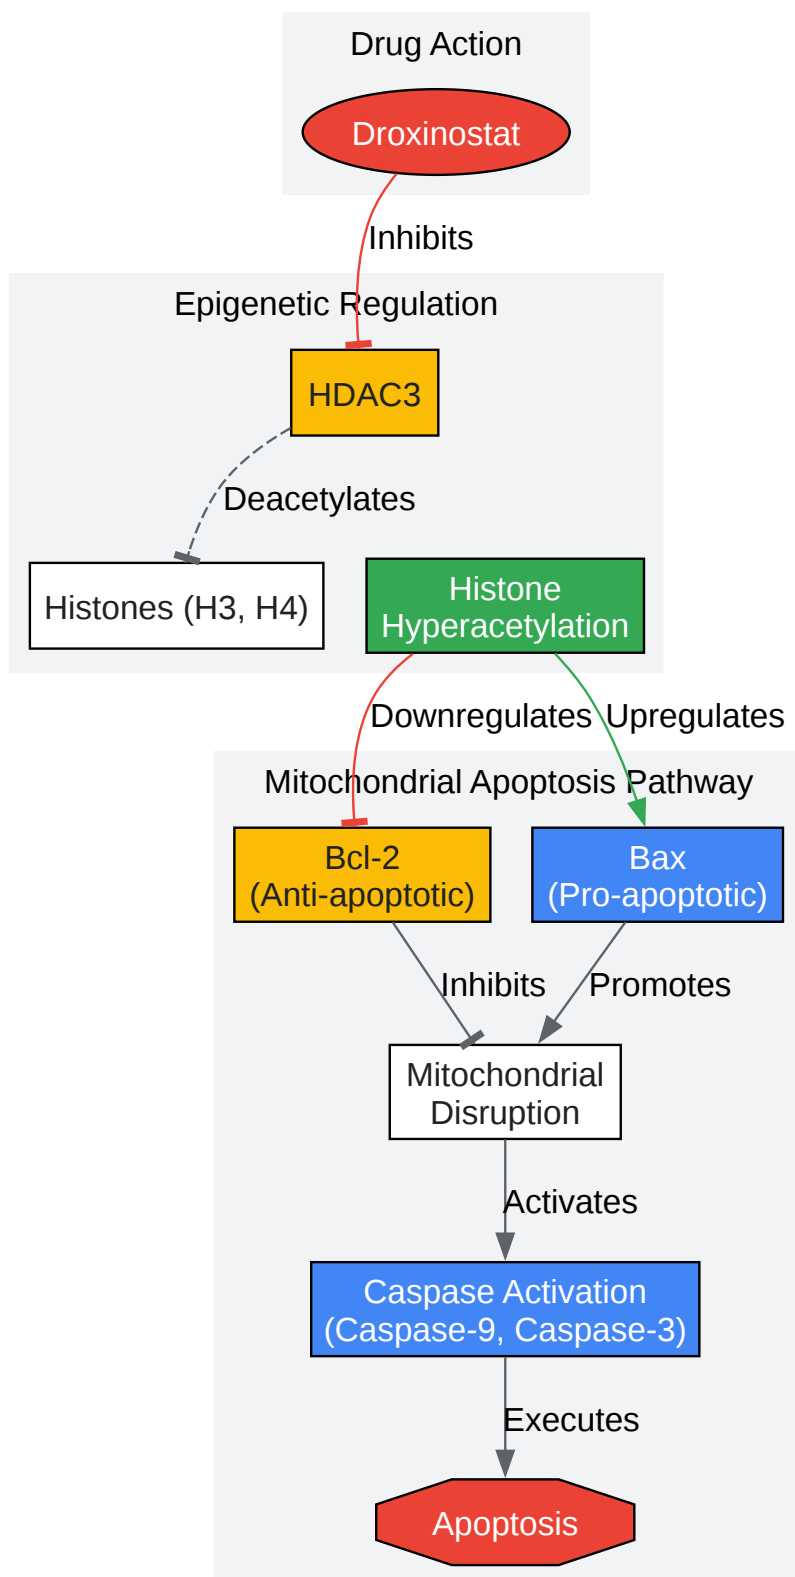 Drug Action
Droxinostat
Inhibits
Epigenetic Regulation
HDAC3
Deacetylates
Histones (H3, H4)
Histone
Hyperacetylation
Downregulates
Upregulates
Mitochondrial Apoptosis Pathway
Bcl-2
(Anti-apoptotic)
Bax
(Pro-apoptotic)
Inhibits
Promotes
Mitochondrial
Disruption
Activates
Caspase Activation
(Caspase-9, Caspase-3)
Executes
Apoptosis